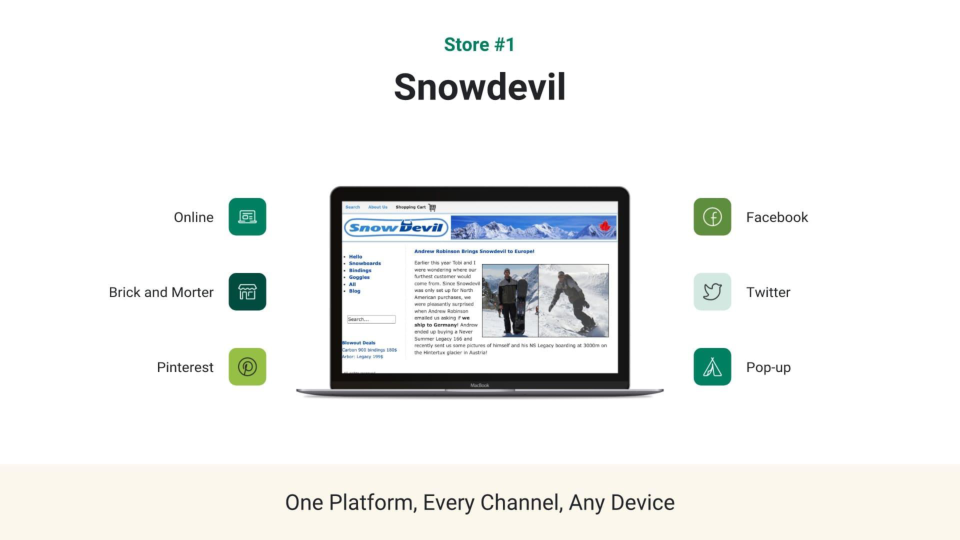 Store #1
Snowdevil
Online
Brick and Morter
Pinterest
Search About Us Shopping Cart
Snow Devil
Hello
Snowboards
Bindings
Goggles
All
Blog
Search...
Blowout Deals
Carbon 900 bindings 180$
Arbor: Legacy 199$
Andrew Robinson Brings Snowdevil to Europe!
Earlier this year Tobi and I
were wondering where our
furthest customer would
come from. Since Snowdevil
was only set up for North
American purchases, we
were pleasantly surprised
when Andrew Robinson
emailed us asking if we
ship to Germany! Andrew
ended up buying a Never
Summer Legacy 166 and
recently sent us some pictures of himself and his NS Legacy boarding at 3000m on
the Hintertux glacier in Austria!
MacBook
Facebook
Twitter
Pop-up
One Platform, Every Channel, Any Device